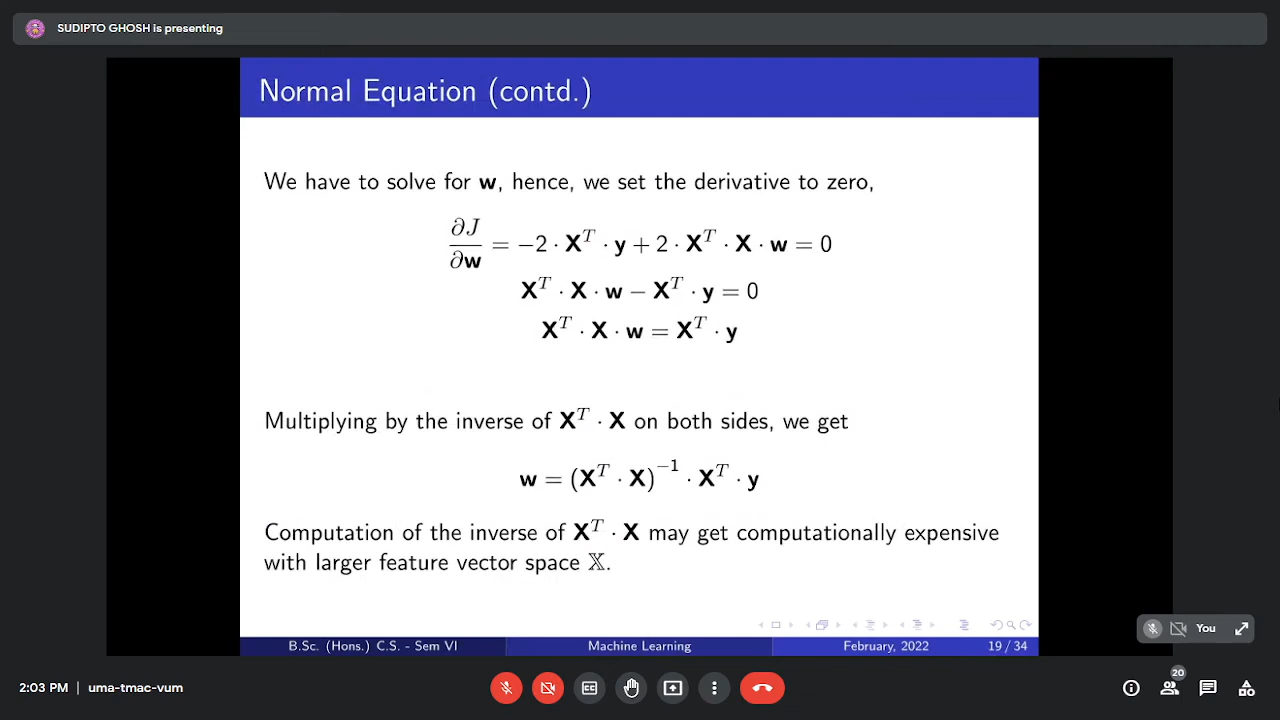 SUDIPTO GHOSH is presenting
Normal Equation (contd.)
We have to solve for w, hence, we set the derivative to zero,
∂J/∂w = −2 · X^T · y + 2 · X^T · X · w = 0
X^T · X · w − X^T · y = 0
X^T · X · w = X^T · y
Multiplying by the inverse of X^T · X on both sides, we get
w = (X^T · X)^−1 · X^T · y
Computation of the inverse of X^T · X may get computationally expensive
with larger feature vector space 𝕏.
B.Sc. (Hons.) C.S. - Sem VI Machine Learning February, 2022 19 / 34
You
2:03 PM | uma-tmac-vum
20